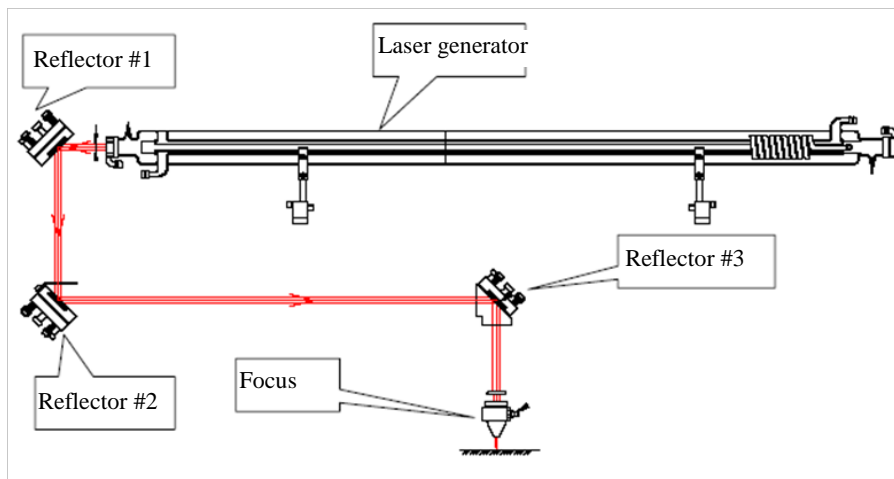 Reflector #1
Laser generator
Reflector #3
Focus
Reflector #2